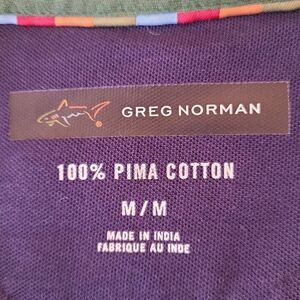 GREG NORMAN
100% PIMA COTTON
M/M
MADE IN INDIA
FABRIQUE AU INDE